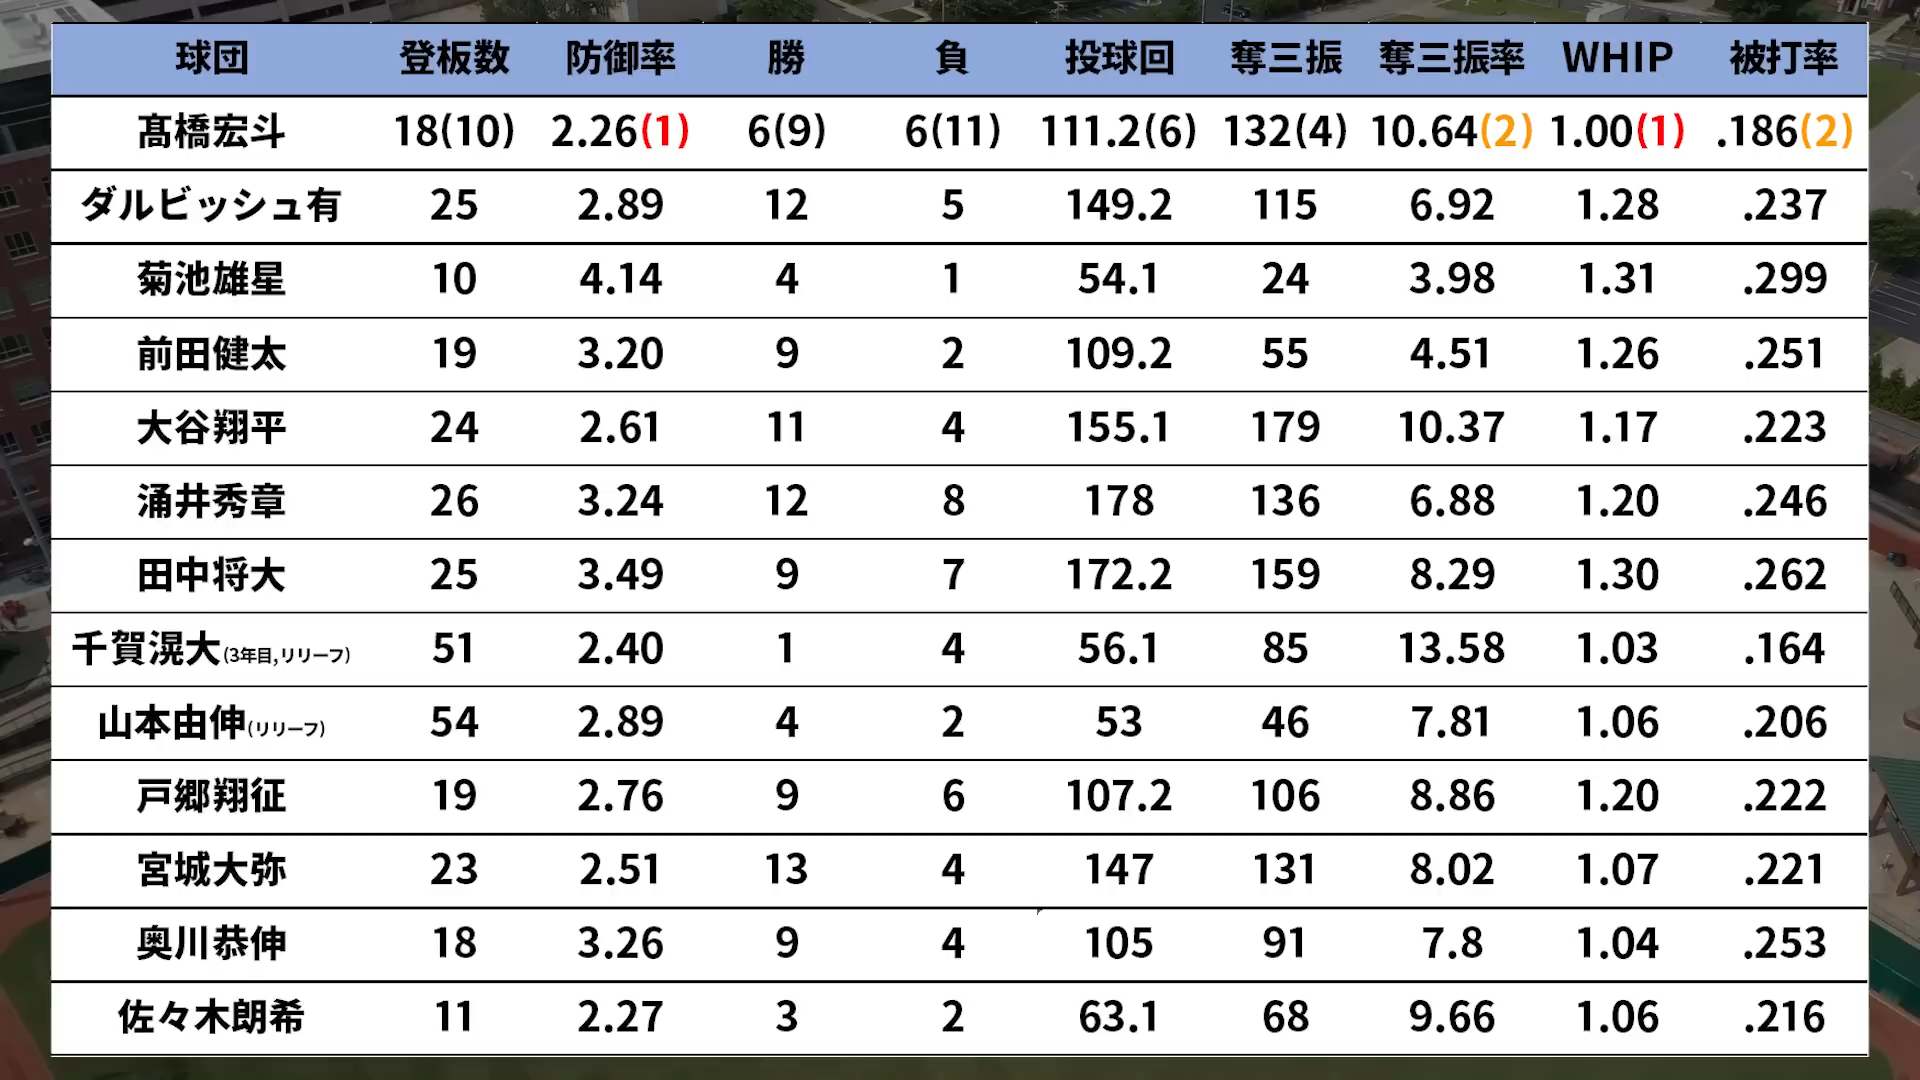 球団 登板数 防御率 勝 負 投球回 奪三振 奪三振率 WHIP 被打率
髙橋宏斗 18(10) 2.26(1) 6(9) 6(11) 111.2(6) 132(4) 10.64(2) 1.00(1) .186(2)
ダルビッシュ有 25 2.89 12 5 149.2 115 6.92 1.28 .237
菊池雄星 10 4.14 4 1 54.1 24 3.98 1.31 .299
前田健太 19 3.20 9 2 109.2 55 4.51 1.26 .251
大谷翔平 24 2.61 11 4 155.1 179 10.37 1.17 .223
涌井秀章 26 3.24 12 8 178 136 6.88 1.20 .246
田中将大 25 3.49 9 7 172.2 159 8.29 1.30 .262
千賀滉大(3年目,リリーフ) 51 2.40 1 4 56.1 85 13.58 1.03 .164
山本由伸(リリーフ) 54 2.89 4 2 53 46 7.81 1.06 .206
戸郷翔征 19 2.76 9 6 107.2 106 8.86 1.20 .222
宮城大弥 23 2.51 13 4 147 131 8.02 1.07 .221
奥川恭伸 18 3.26 9 4 105 91 7.8 1.04 .253
佐々木朗希 11 2.27 3 2 63.1 68 9.66 1.06 .216